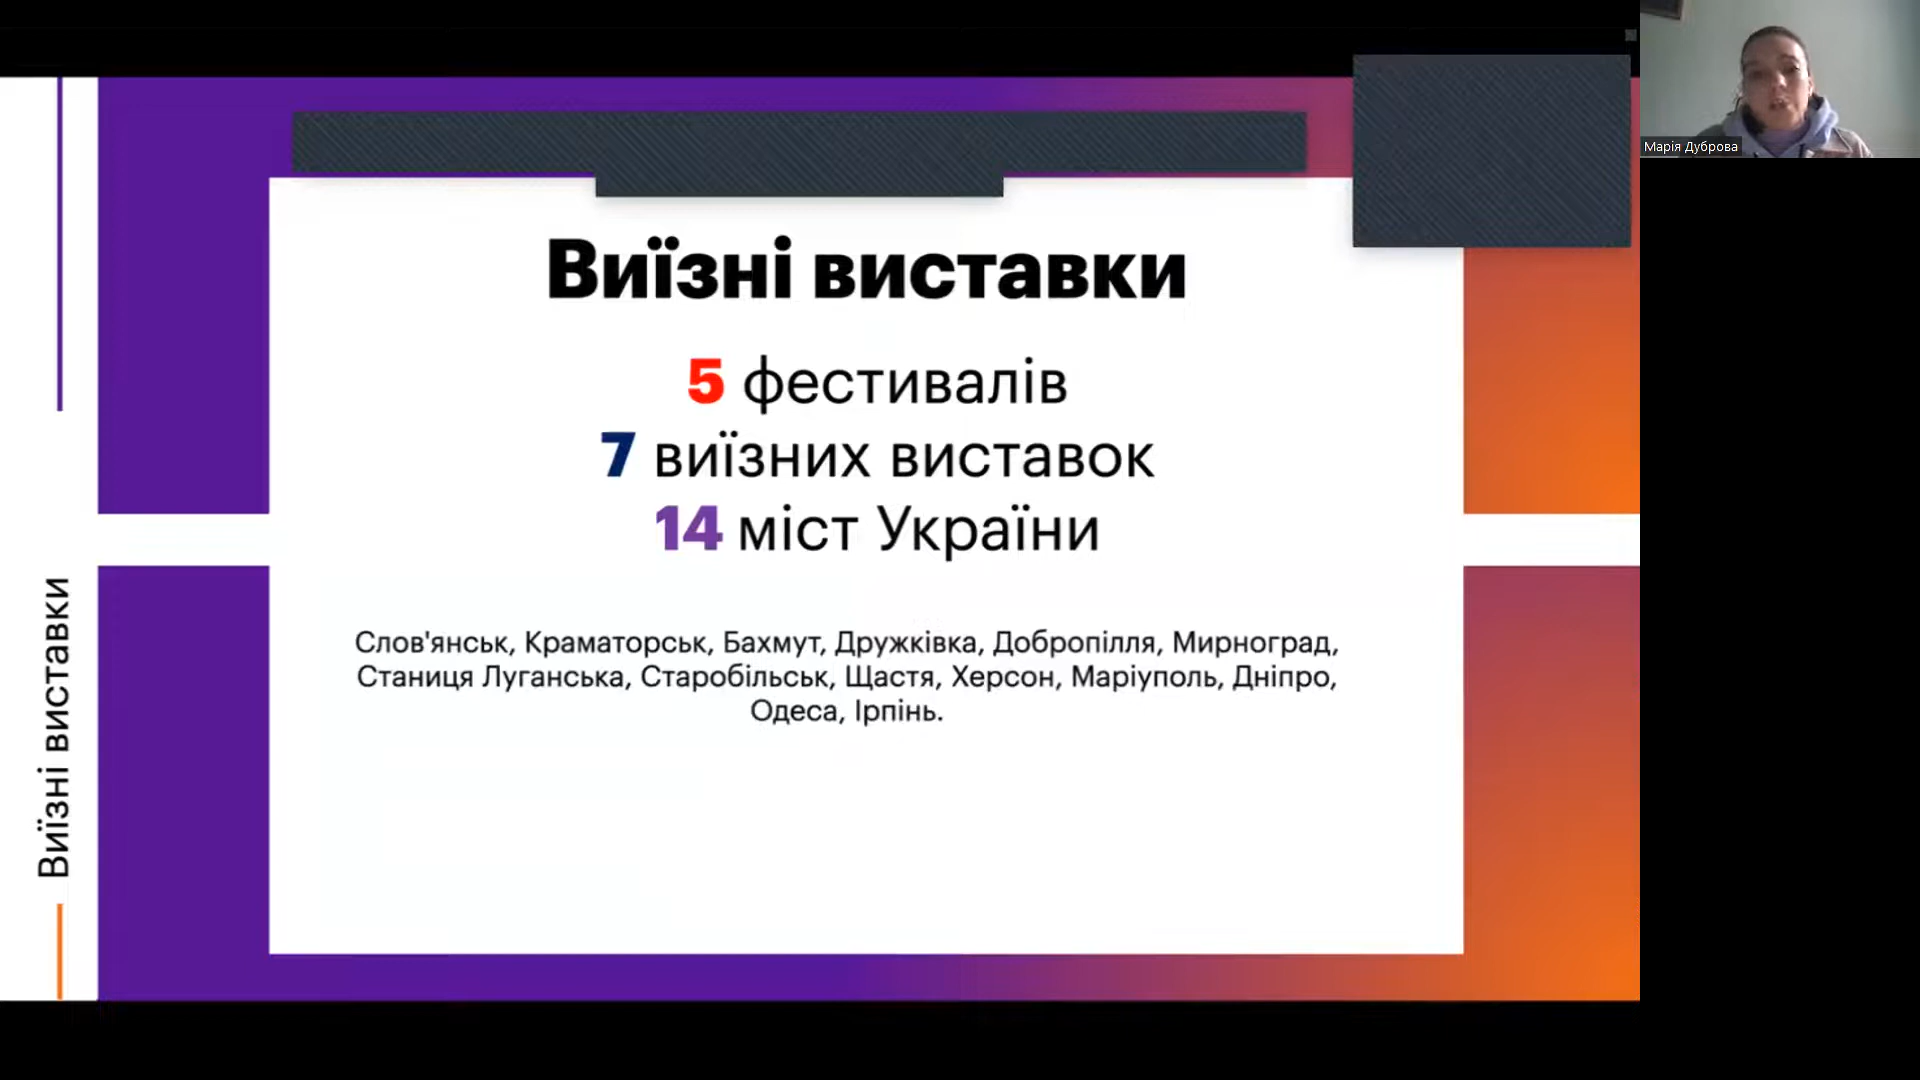 Виїзні виставки
5 фестивалів
7 виїзних виставок
14 міст України
Слов'янськ, Краматорськ, Бахмут, Дружківка, Добропілля, Мирноград,
Станиця Луганська, Старобільськ, Щастя, Херсон, Маріуполь, Дніпро,
Одеса, Ірпінь.
Виїзні виставки
Марія Дуброва